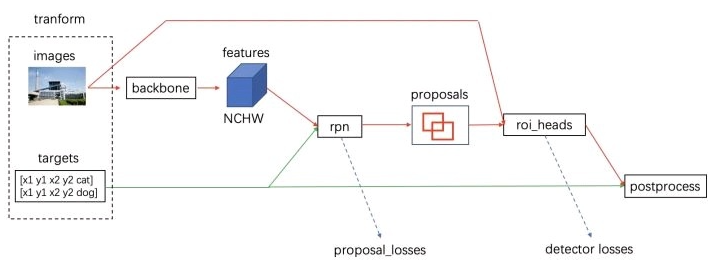 tranform
images
features
backbone
NCHW
proposals
rpn
roi_heads
targets
[x1 y1 x2 y2 cat]
[x1 y1 x2 y2 dog]
postprocess
proposal_losses
detector losses